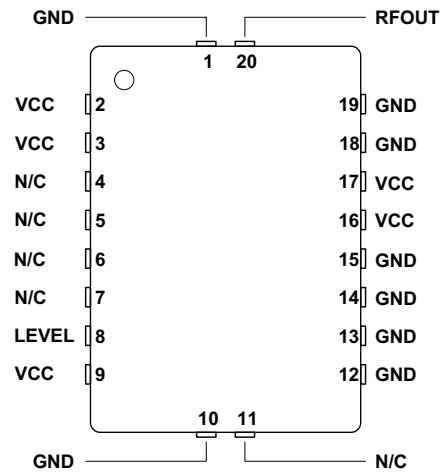 GND RFOUT
1 20
VCC 2 19 GND
VCC 3 18 GND
N/C 4 17 VCC
N/C 5 16 VCC
N/C 6 15 GND
N/C 7 14 GND
LEVEL 8 13 GND
VCC 9 12 GND
10 11
GND N/C